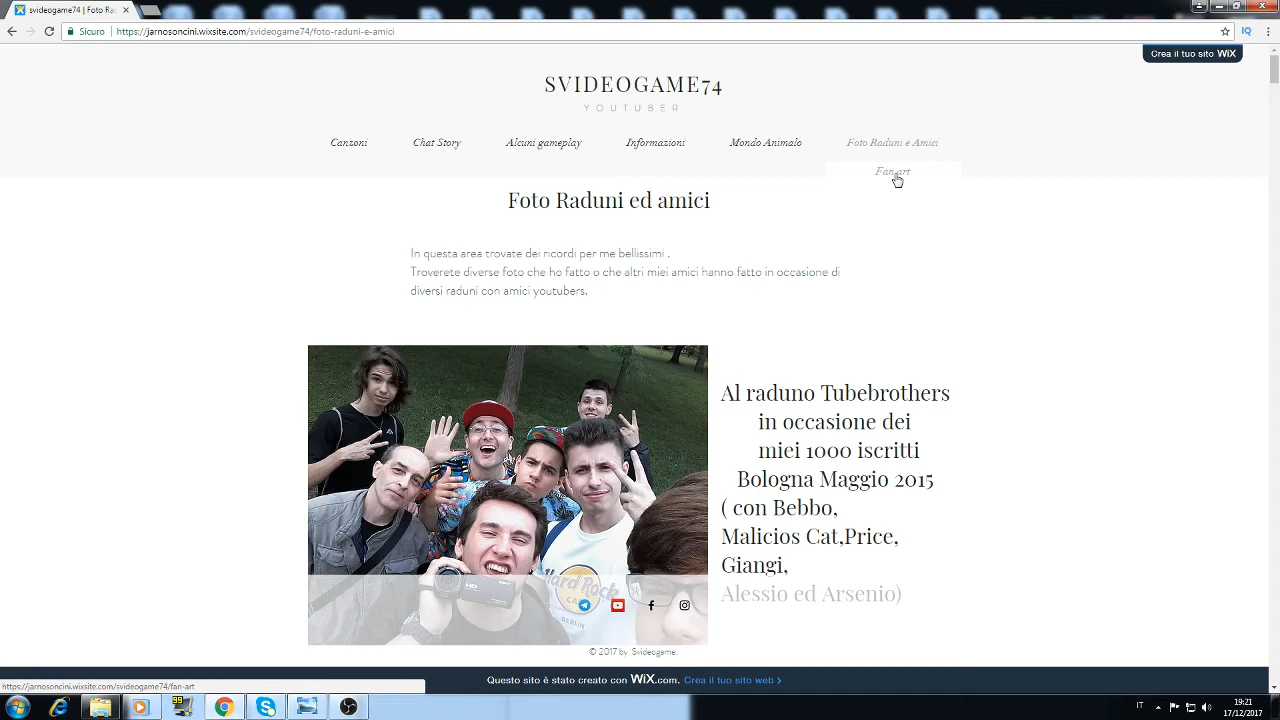 svideogame74 | Foto Ra
Sicuro
https://jarnosoncini.wixsite.com/svideogame74/foto-raduni-e-amici
Crea il tuo sito WiX
SVIDEOGAME74
YOUTUBER
Canzoni
Chat Story
Alcuni gameplay
Informazioni
Mondo Animalo
Foto Raduni e Amici
Fan art
Foto Raduni ed amici
In questa area trovate dei ricordi per me bellissimi .
Troverete diverse foto che ho fatto o che altri miei amici hanno fatto in occasione di
diversi raduni con amici youtubers.
Al raduno Tubebrothers
in occasione dei
miei 1000 iscritti
Bologna Maggio 2015
( con Bebbo,
Malicios Cat,Price,
Giangi,
Alessio ed Arsenio)
HD
Hard Rock
BERLIN
© 2017 by Svideogame.
Questo sito è stato creato con WiX.com. Crea il tuo sito web >
https://jarnosoncini.wixsite.com/svideogame74/fan-art
IT
19:21
17/12/2017